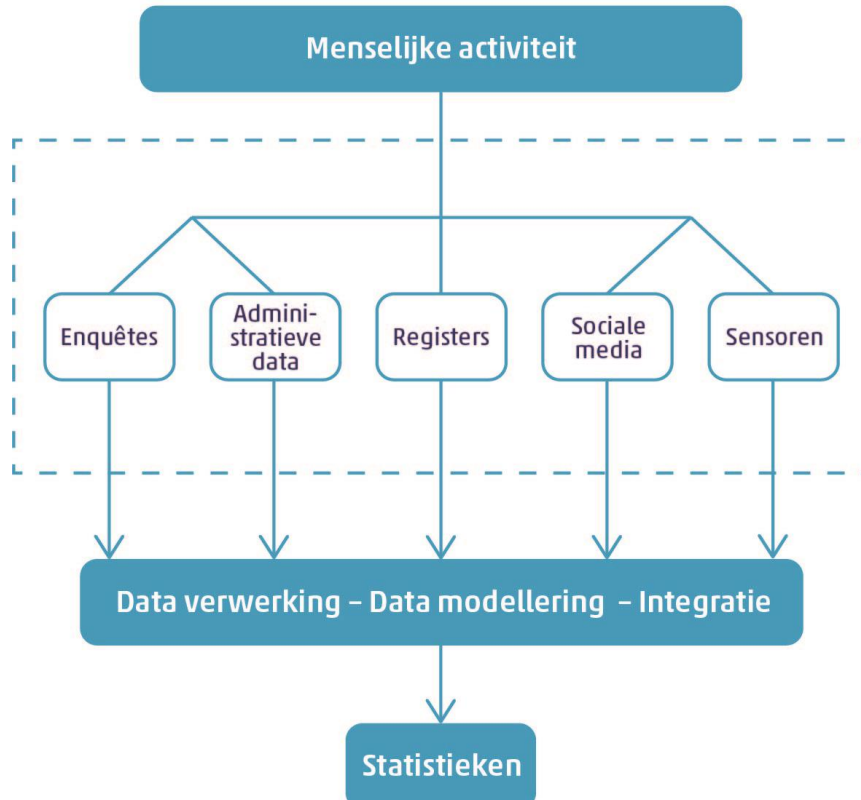 Menselijke activiteit
Enquêtes
Admini-
stratieve
data
Registers
Sociale
media
Sensoren
Data verwerking – Data modellering – Integratie
Statistieken